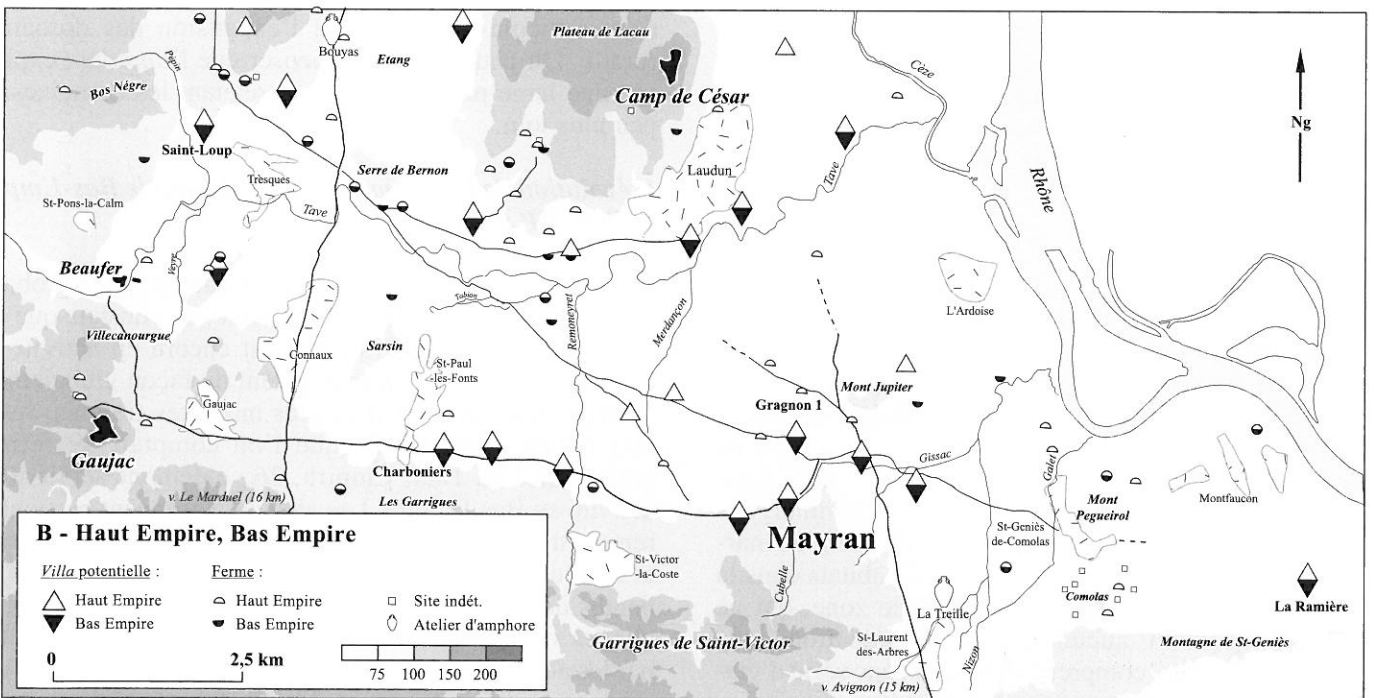 Plateau de Lacau
Bouyas
Etang
Pépin
Bos Nègre
Camp de César
Cèze
Ng
Saint-Loup
Serre de Bernon
Laudun
Tave
Rhône
Trèsques
St-Pons-la-Calm
Tave
Beaufer
Veyre
Tabion
L'Ardoise
Villecanourgue
Connaux
Sarsin
Remoneyret
Merdançon
St-Paul
-les-Fonts
Mont Jupiter
Gaujac
Gragnon 1
Gaujac
Charboniers
Gissac
Galet
v. Le Marduel (16 km)
Les Garrigues
Mont
Pegueirol
Montfaucon
B - Haut Empire, Bas Empire
Mayran
St-Geniès
de-Comolas
Villa potentielle :
Ferme :
St-Victor
-la-Coste
Cubelle
Haut Empire
Haut Empire
Site indét.
Comolas
La Ramière
Bas Empire
Bas Empire
Atelier d'amphore
La Treille
0
2,5 km
75 100 150 200
Garrigues de Saint-Victor
St-Laurent
des-Arbres
Nizon
Montagne de St-Geniès
v. Avignon (15 km)